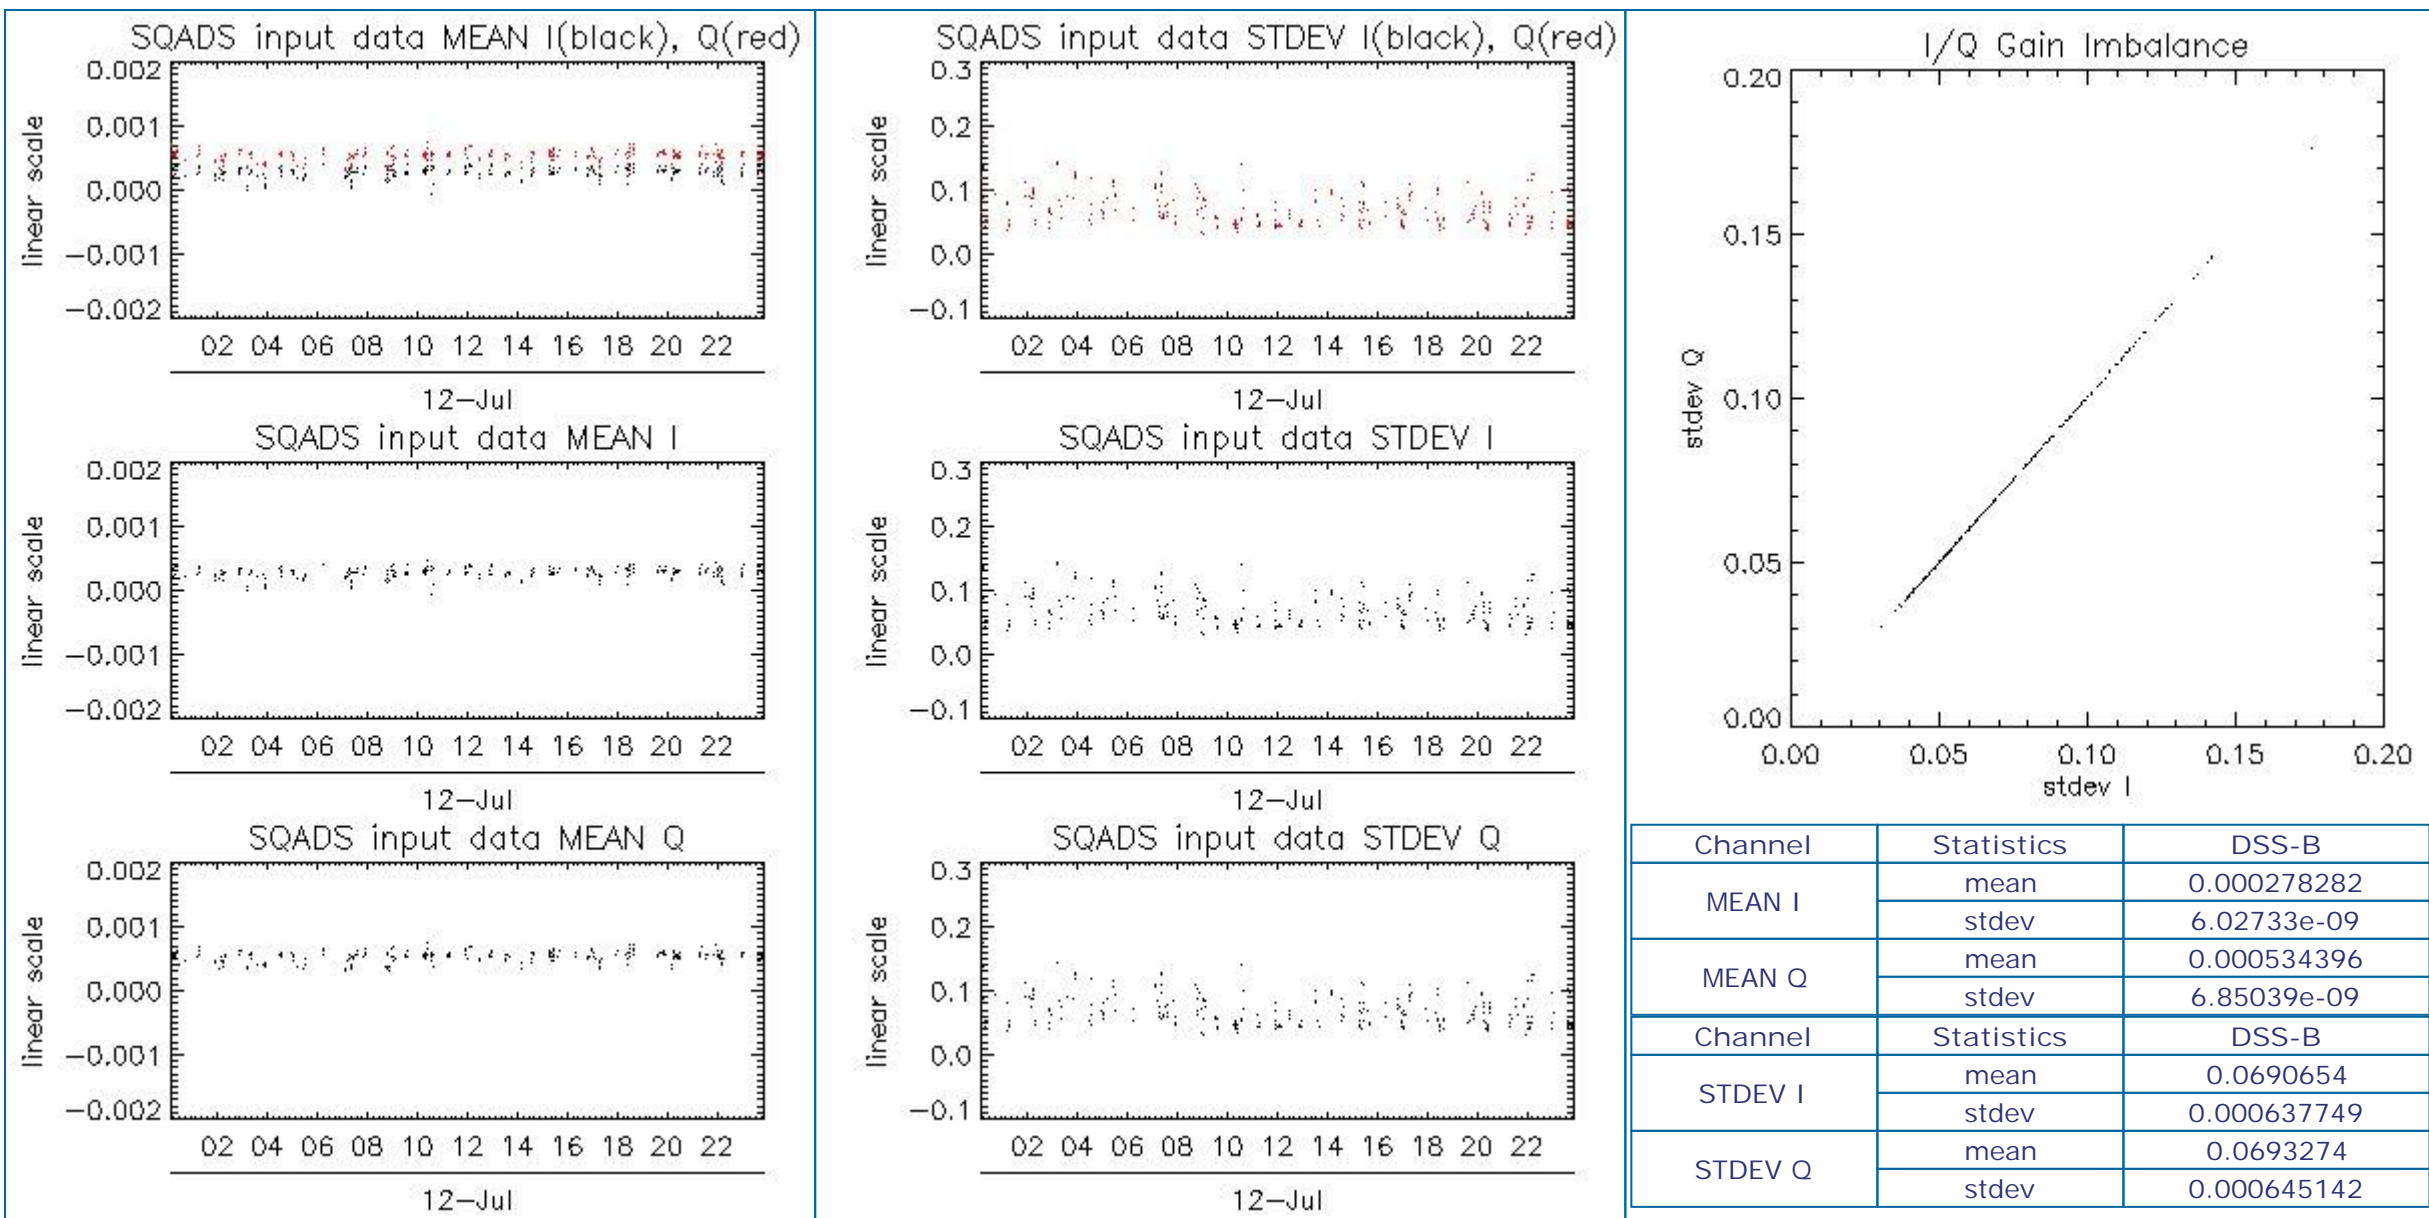 SQADS input data MEAN I(black), Q(red)
0.002
0.001
0.000
−0.001
−0.002
linear scale
02 04 06 08 10 12 14 16 18 20 22
12−Jul
SQADS input data MEAN I
0.002
0.001
0.000
−0.001
−0.002
linear scale
02 04 06 08 10 12 14 16 18 20 22
12−Jul
SQADS input data MEAN Q
0.002
0.001
0.000
−0.001
−0.002
linear scale
02 04 06 08 10 12 14 16 18 20 22
12−Jul
SQADS input data STDEV I(black), Q(red)
0.3
0.2
0.1
0.0
−0.1
linear scale
02 04 06 08 10 12 14 16 18 20 22
12−Jul
SQADS input data STDEV I
0.3
0.2
0.1
0.0
−0.1
linear scale
02 04 06 08 10 12 14 16 18 20 22
12−Jul
SQADS input data STDEV Q
0.3
0.2
0.1
0.0
−0.1
linear scale
02 04 06 08 10 12 14 16 18 20 22
12−Jul
I/Q Gain Imbalance
0.20
0.15
0.10
0.05
0.00
stdev Q
0.00 0.05 0.10 0.15 0.20
stdev I
Channel Statistics DSS-B
MEAN I mean 0.000278282
stdev 6.02733e-09
MEAN Q mean 0.000534396
stdev 6.85039e-09
Channel Statistics DSS-B
STDEV I mean 0.0690654
stdev 0.000637749
STDEV Q mean 0.0693274
stdev 0.000645142